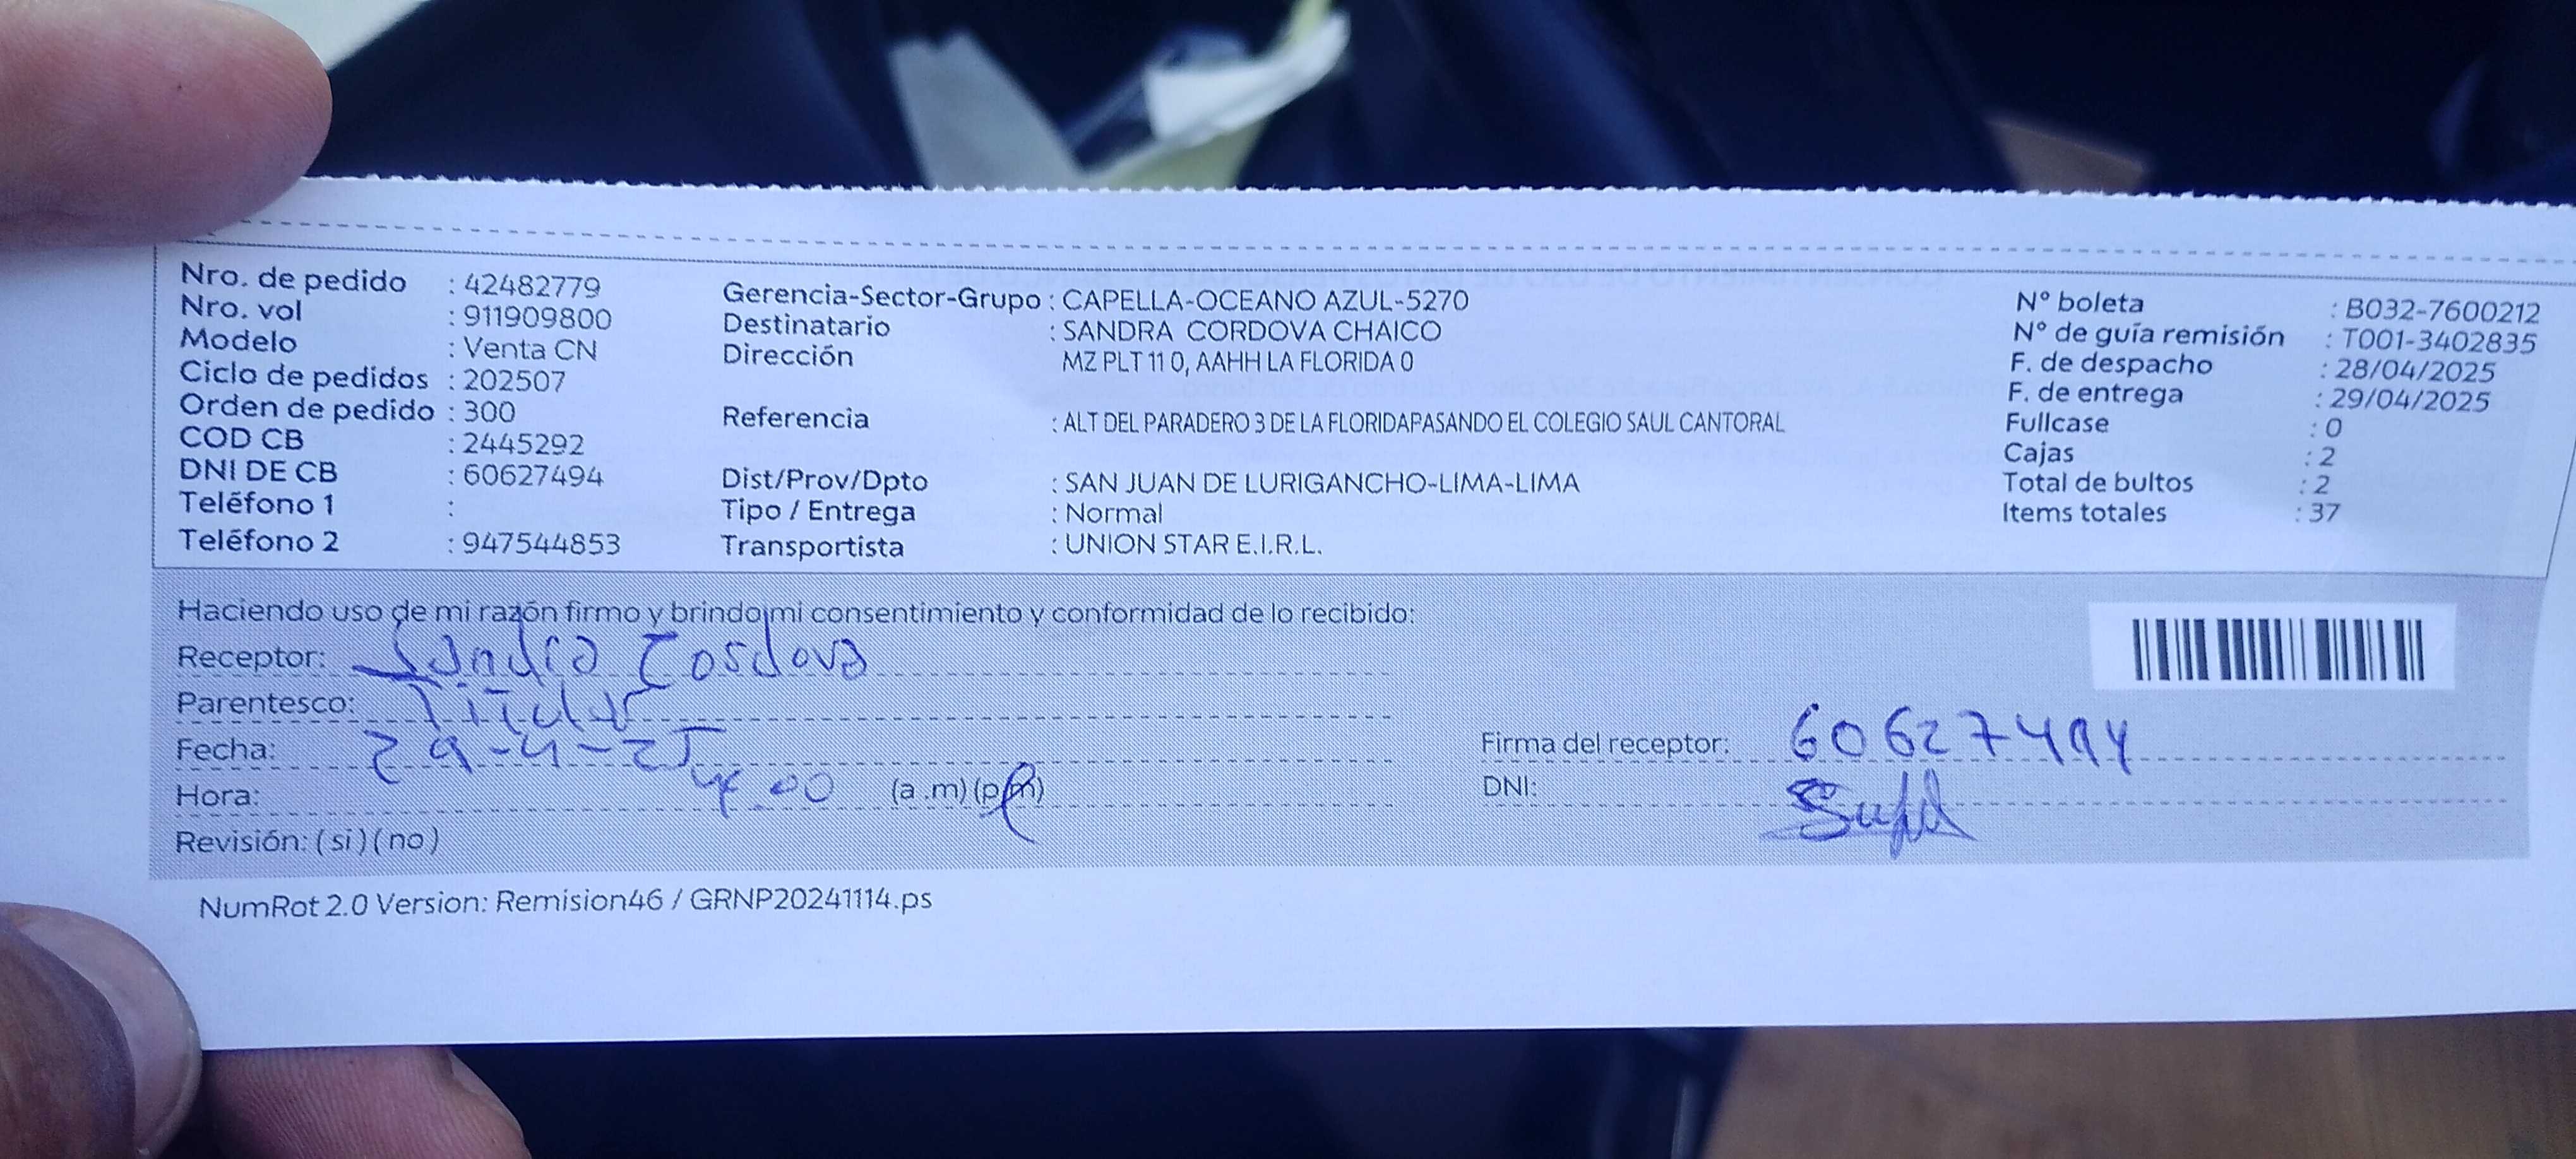 Nro. de pedido : 42482779
Nro. vol : 911909800
Modelo : Venta CN
Ciclo de pedidos : 202507
Orden de pedido : 300
COD CB : 2445292
DNI DE CB : 60627494
Teléfono 1 :
Teléfono 2 : 947544853
Gerencia-Sector-Grupo : CAPELLA-OCEANO AZUL-5270
Destinatario : SANDRA CORDOVA CHAICO
Dirección MZ PLT 11 0, AAHH LA FLORIDA 0
Referencia : ALT DEL PARADERO 3 DE LA FLORIDAPASANDO EL COLEGIO SAUL CANTORAL
Dist/Prov/Dpto : SAN JUAN DE LURIGANCHO-LIMA-LIMA
Tipo / Entrega : Normal
Transportista : UNION STAR E.I.R.L.
N° boleta : B032-7600212
N° de guía remisión : T001-3402835
F. de despacho : 28/04/2025
F. de entrega : 29/04/2025
Fullcase : 0
Cajas : 2
Total de bultos : 2
Items totales : 37
Haciendo uso de mi razón firmo y brindo mi consentimiento y conformidad de lo recibido:
Receptor: Sandra Cordova
Parentesco: Titular
Fecha: 29-4-25
Hora: 4:00 (a .m) (p.m)
Revisión: ( si ) ( no )
Firma del receptor: 60627494
DNI:
NumRot 2.0 Version: Remision46 / GRNP20241114.ps